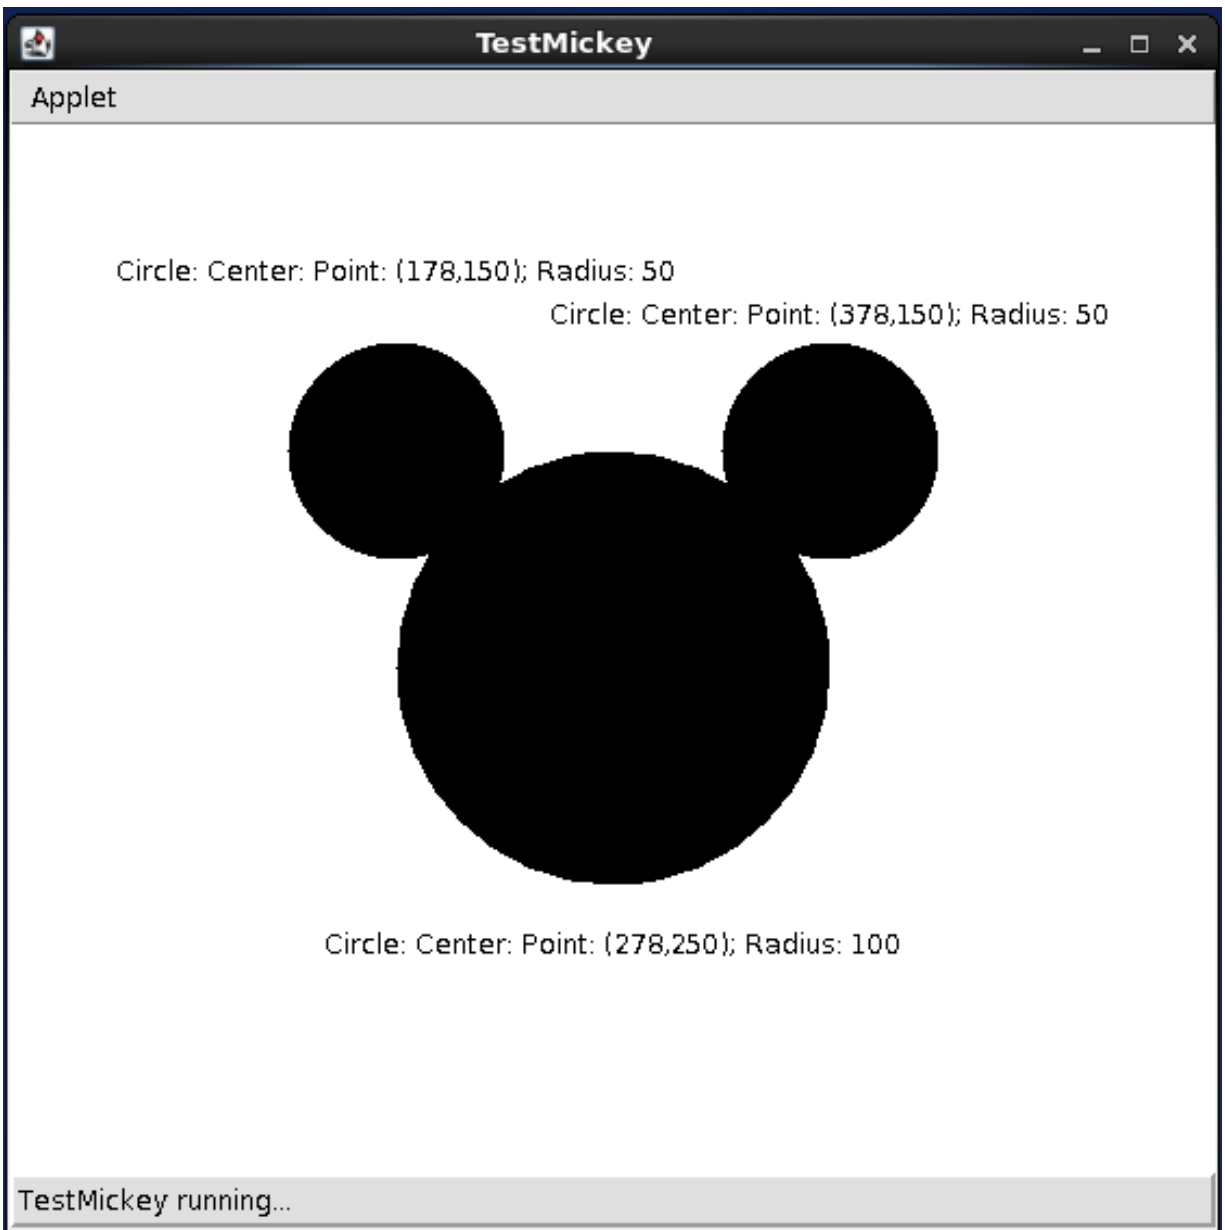 TestMickey
Applet
Circle: Center: Point: (178,150); Radius: 50
Circle: Center: Point: (378,150); Radius: 50
Circle: Center: Point: (278,250); Radius: 100
TestMickey running...